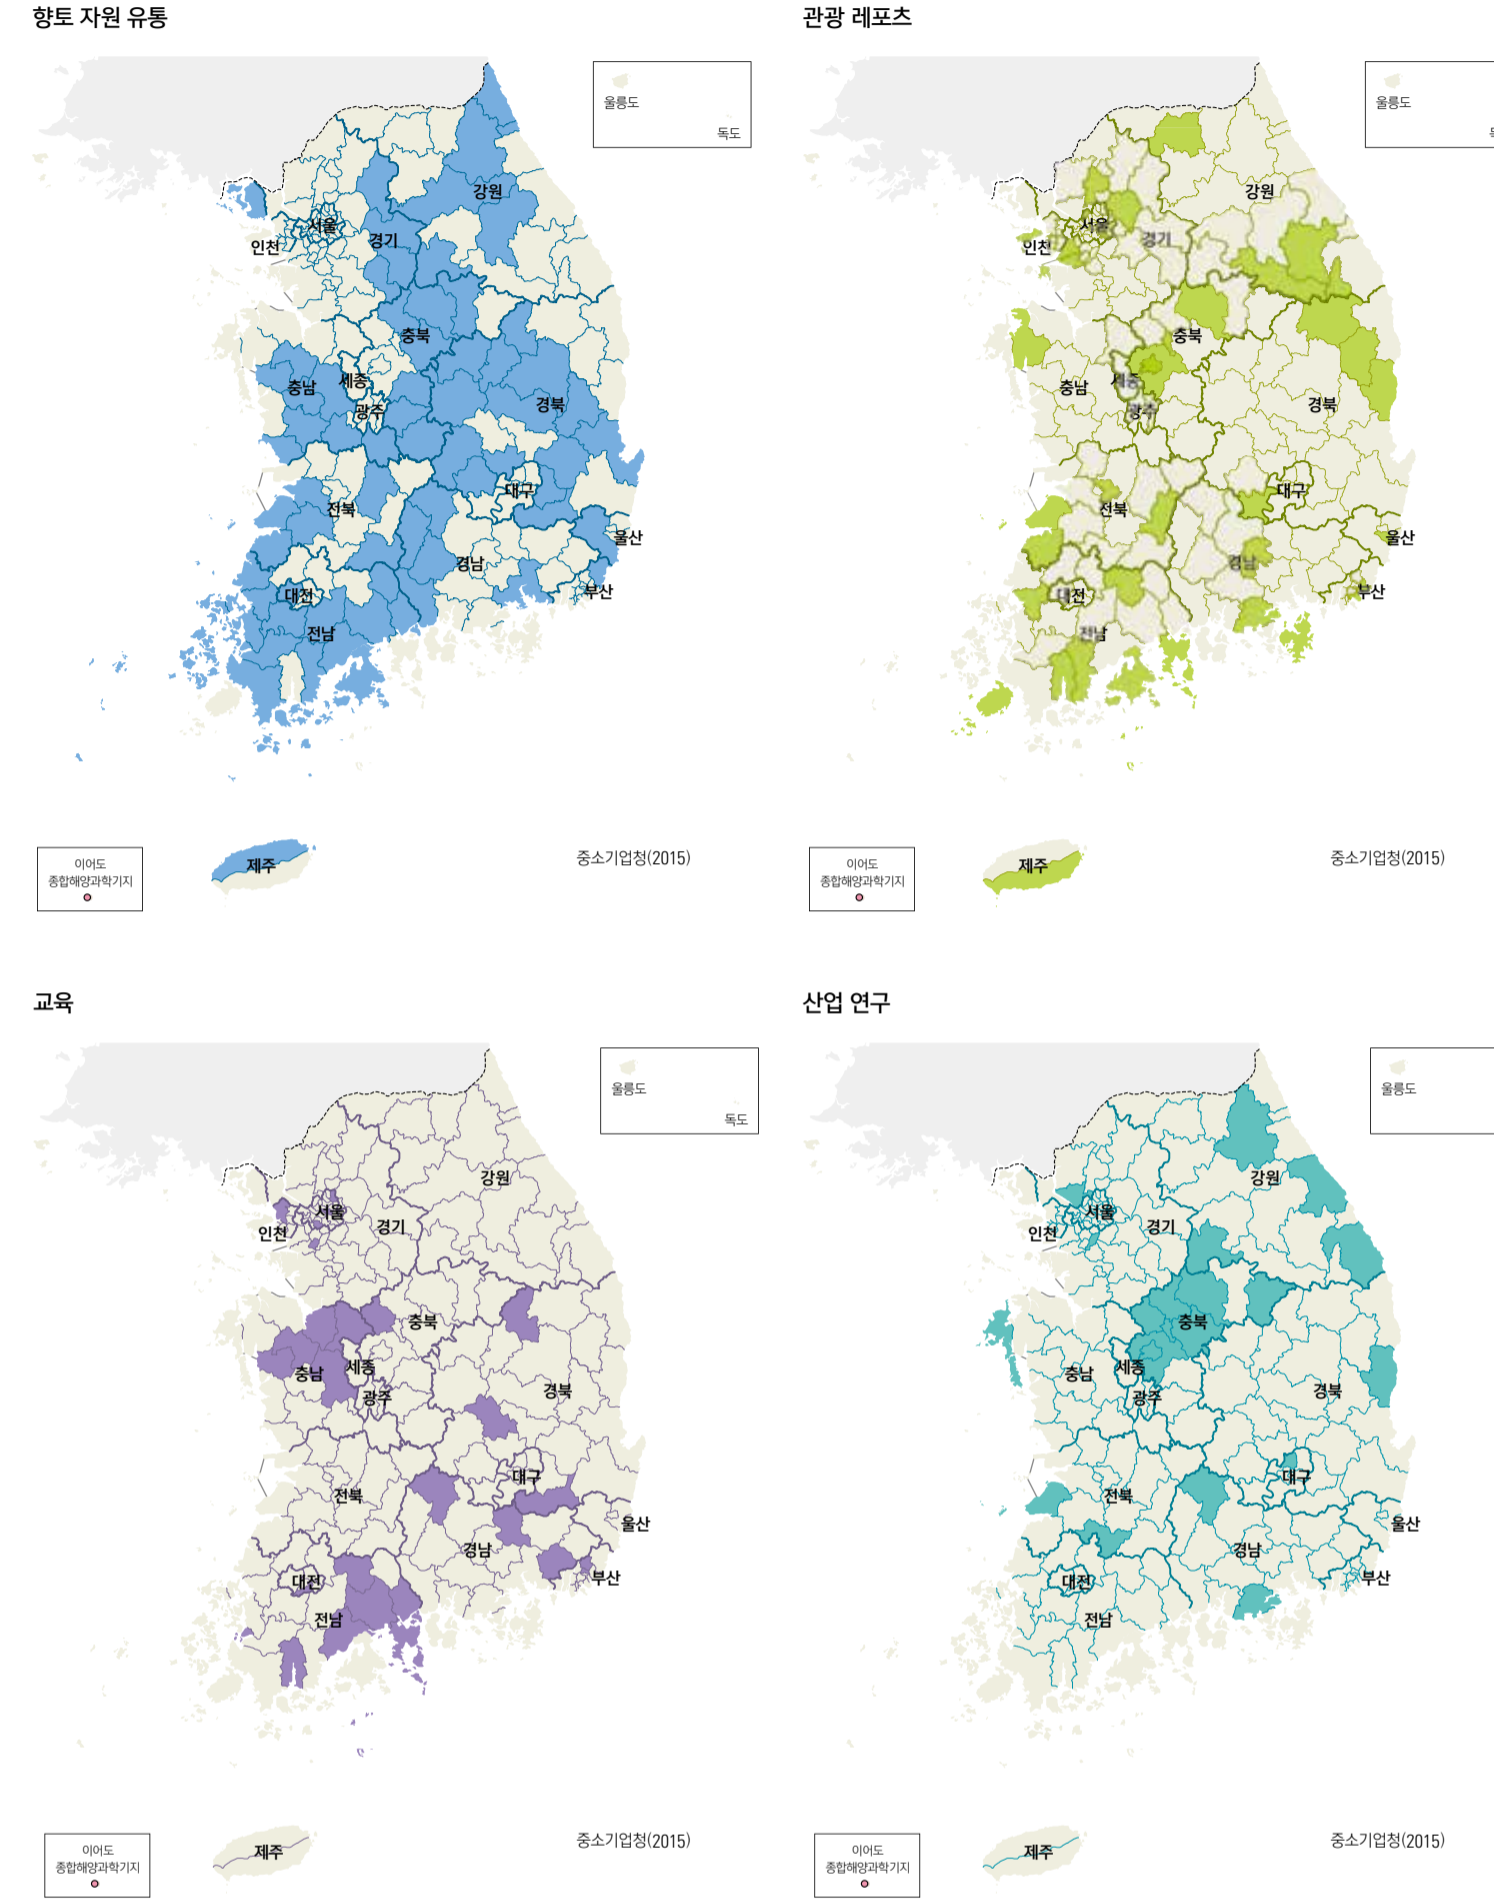 향토 자원 유통
울릉도
독도
강원
서울
인천
경기
충북
충남
세종
광주
경북
대구
전북
울산
경남
대전
부산
전남
제주
이어도
종합해양과학기지
중소기업청(2015)
관광 레포츠
울릉도
강원
서울
인천
경기
충북
충남
세종
광주
경북
대구
전북
울산
경남
대전
부산
전남
제주
이어도
종합해양과학기지
중소기업청(2015)
교육
울릉도
독도
강원
서울
인천
경기
충북
충남
세종
광주
경북
대구
전북
울산
경남
대전
부산
전남
제주
이어도
종합해양과학기지
중소기업청(2015)
산업 연구
울릉도
강원
서울
인천
경기
충북
충남
세종
광주
경북
대구
전북
울산
경남
대전
부산
전남
제주
이어도
종합해양과학기지
중소기업청(2015)